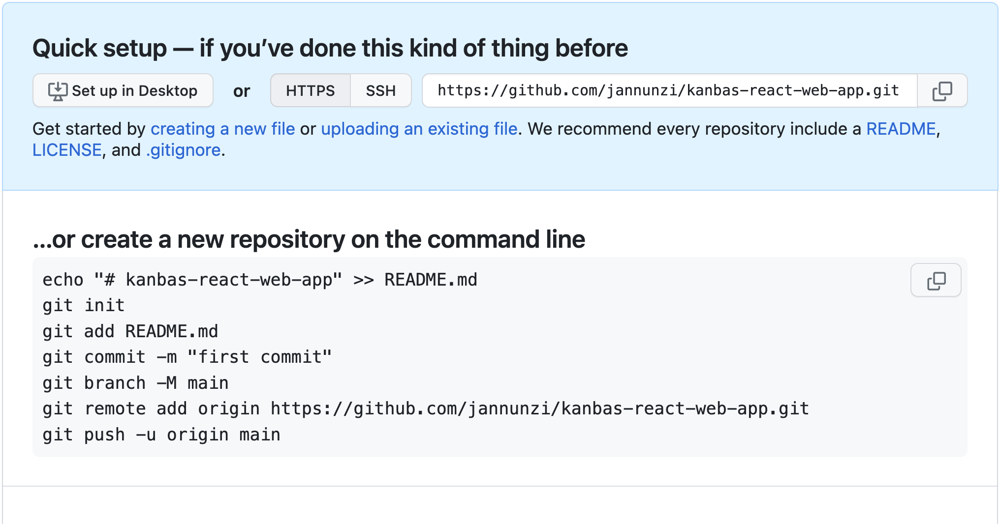 Quick setup — if you’ve done this kind of thing before
Set up in Desktop or HTTPS SSH https://github.com/jannunzi/kanbas-react-web-app.git
Get started by creating a new file or uploading an existing file. We recommend every repository include a README,
LICENSE, and .gitignore.
…or create a new repository on the command line
echo "# kanbas-react-web-app" >> README.md
git init
git add README.md
git commit -m "first commit"
git branch -M main
git remote add origin https://github.com/jannunzi/kanbas-react-web-app.git
git push -u origin main